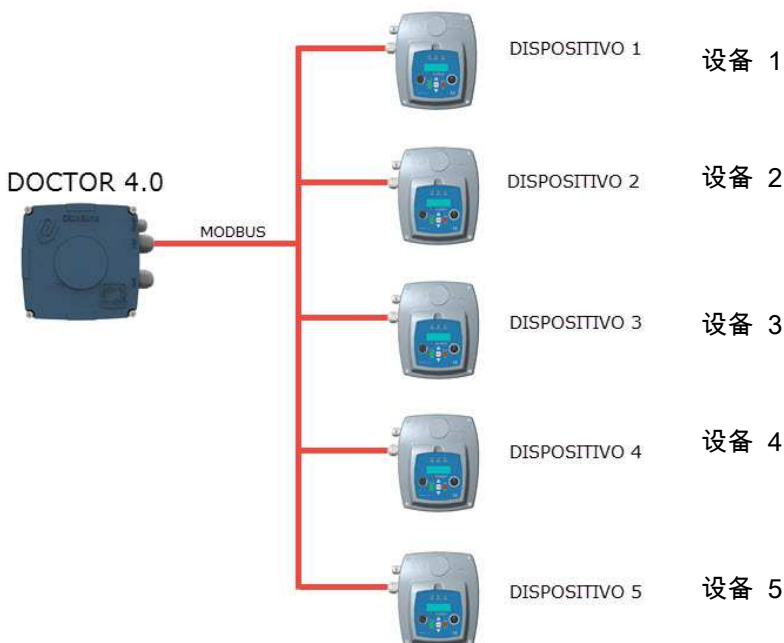 DISPOSITIVO 1 设备 1
DOCTOR 4.0
DISPOSITIVO 2 设备 2
MODBUS
DISPOSITIVO 3 设备 3
DISPOSITIVO 4 设备 4
DISPOSITIVO 5 设备 5